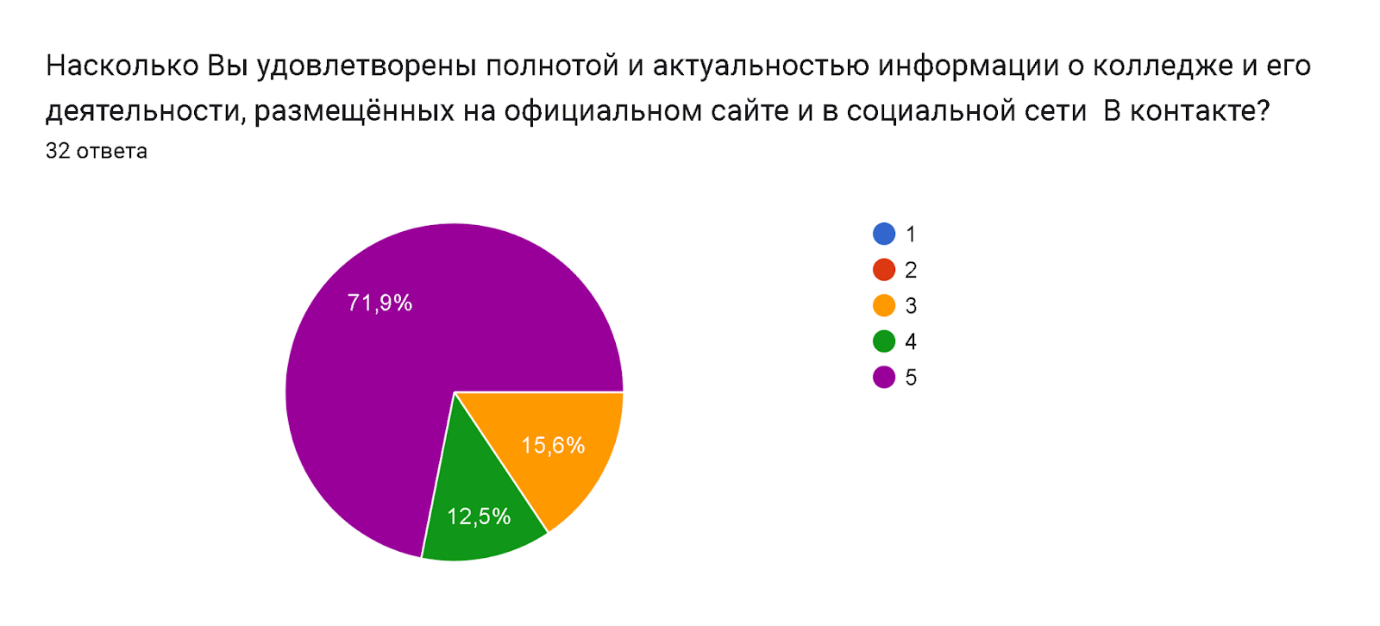 Насколько Вы удовлетворены полнотой и актуальностью информации о колледже и его
деятельности, размещённых на официальном сайте и в социальной сети  В контакте?
32 ответа
1
2
3
4
5
71,9%
15,6%
12,5%